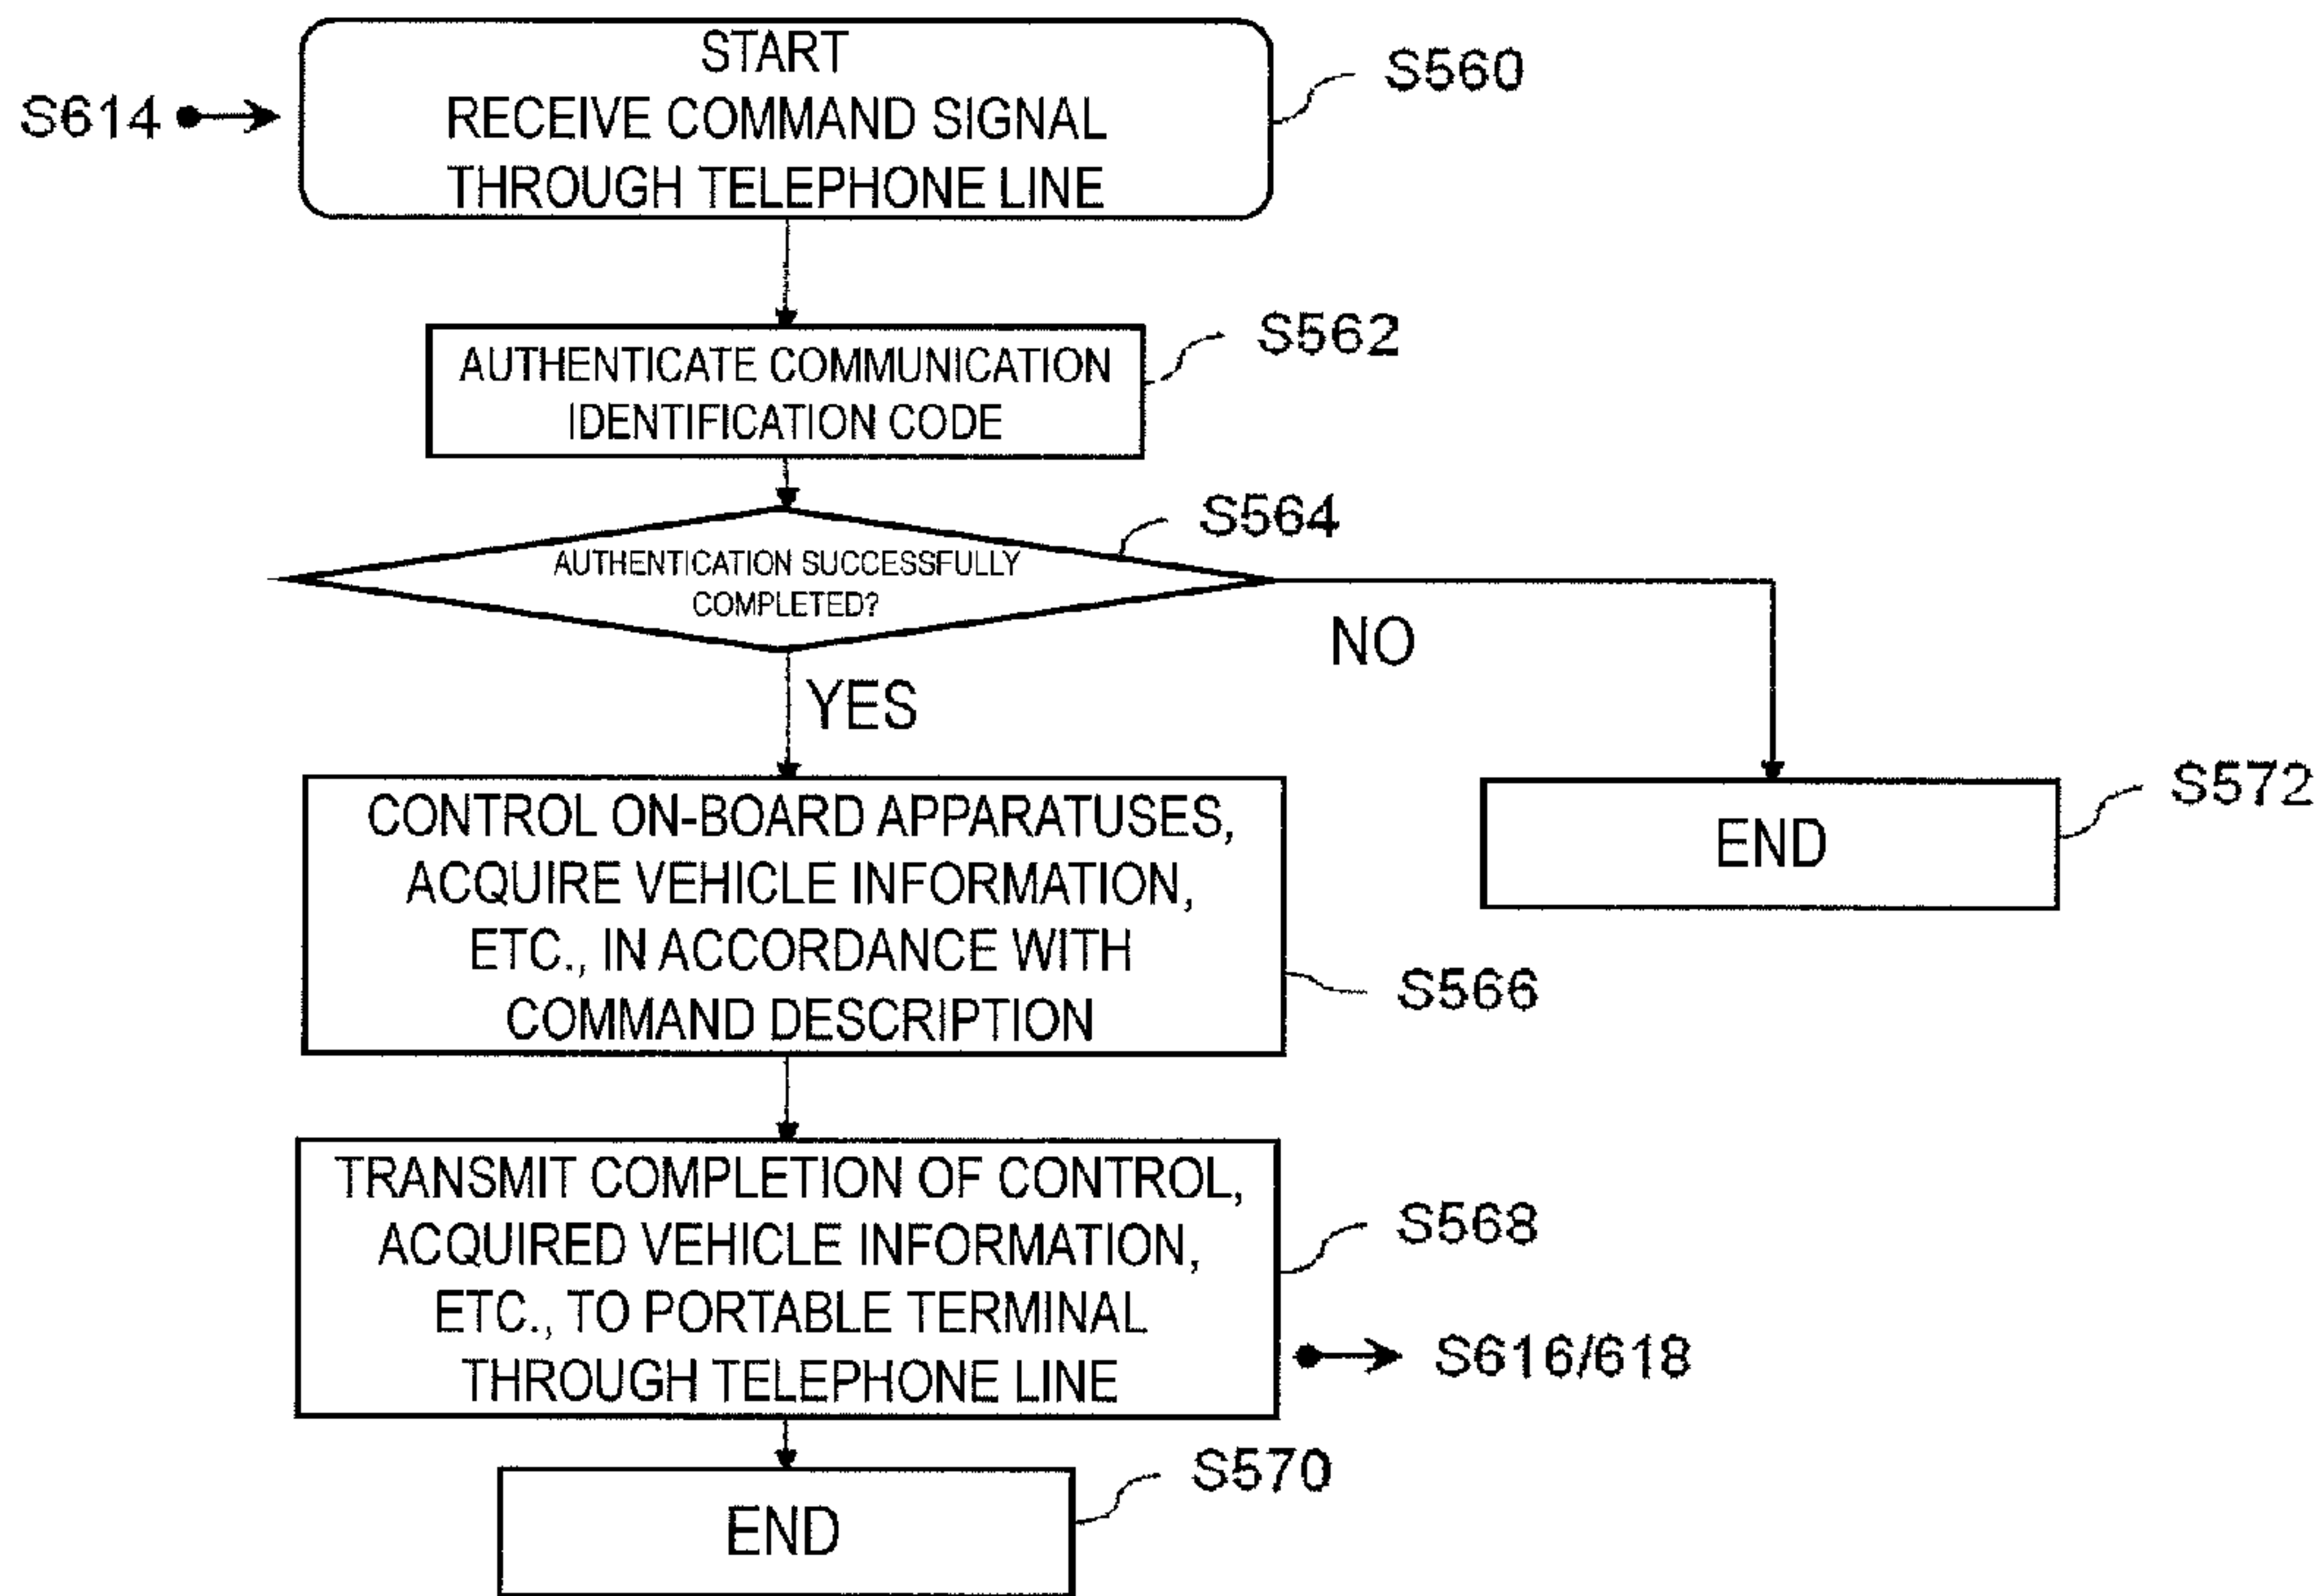 START
S560
S614
RECEIVE COMMAND SIGNAL
THROUGH TELEPHONE LINE
S562
AUTHENTICATE COMMUNICATION
IDENTIFICATION CODE
S564
AUTHENTICATION SUCCESSFULLY
COMPLETED?
NO
YES
CONTROL ON-BOARD APPARATUSES,
ACQUIRE VEHICLE INFORMATION,
ETC., IN ACCORDANCE WITH
COMMAND DESCRIPTION
S572
END
S566
TRANSMIT COMPLETION OF CONTROL,
ACQUIRED VEHICLE INFORMATION,
ETC., TO PORTABLE TERMINAL
THROUGH TELEPHONE LINE
S568
S616/618
S570
END